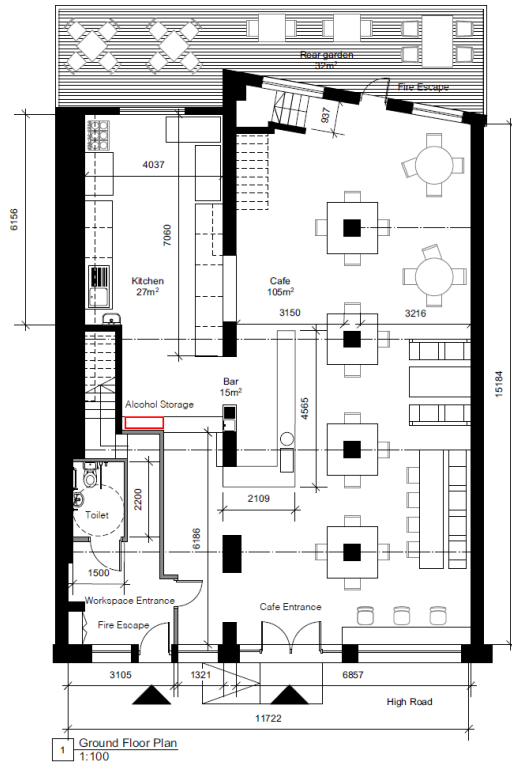 Rear garden
32m²
Fire Escape
937
4037
6156
7060
Kitchen
27m²
Cafe
105m²
3150
3216
15184
Bar
15m²
4565
Alcohol Storage
2109
2200
6186
Toilet
1500
Workspace Entrance
Fire Escape
Cafe Entrance
3105
1321
6857
High Road
11722
1
Ground Floor Plan
1:100